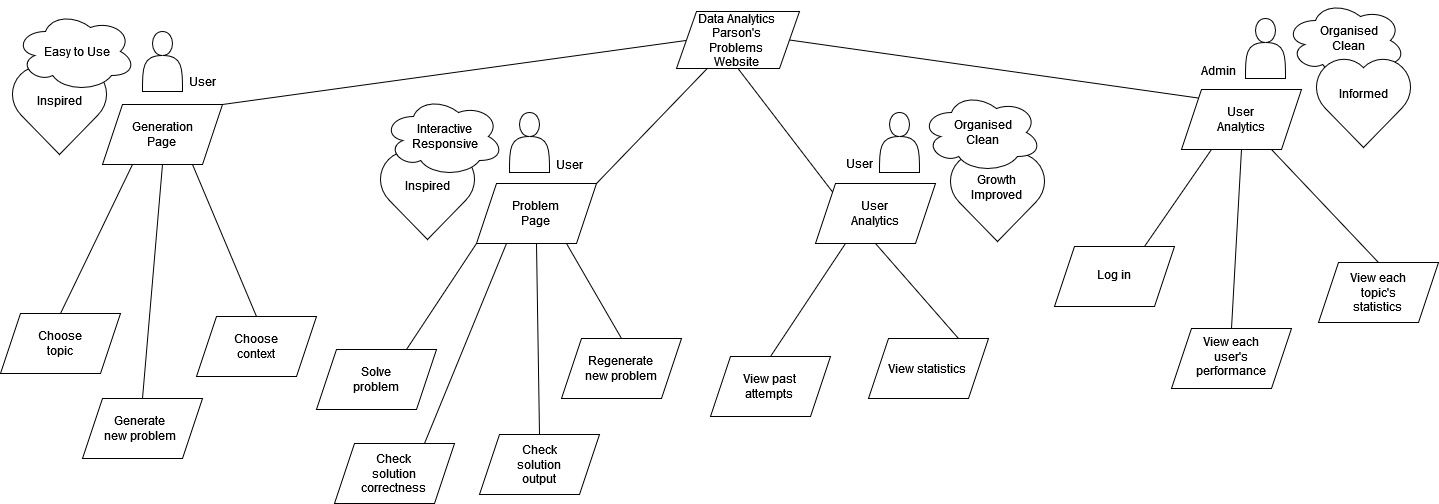 Data Analytics
Parson's
Problems
Website
Easy to Use
Inspired
User
Generation
Page
Choose
topic
Generate
new problem
Choose
context
Interactive
Responsive
Inspired
User
Problem
Page
Solve
problem
Check
solution
correctness
Check
solution
output
Regenerate
new problem
User
Organised
Clean
Growth
Improved
User
Analytics
View past
attempts
View statistics
Admin
Organised
Clean
Informed
User
Analytics
Log in
View each
user's
performance
View each
topic's
statistics